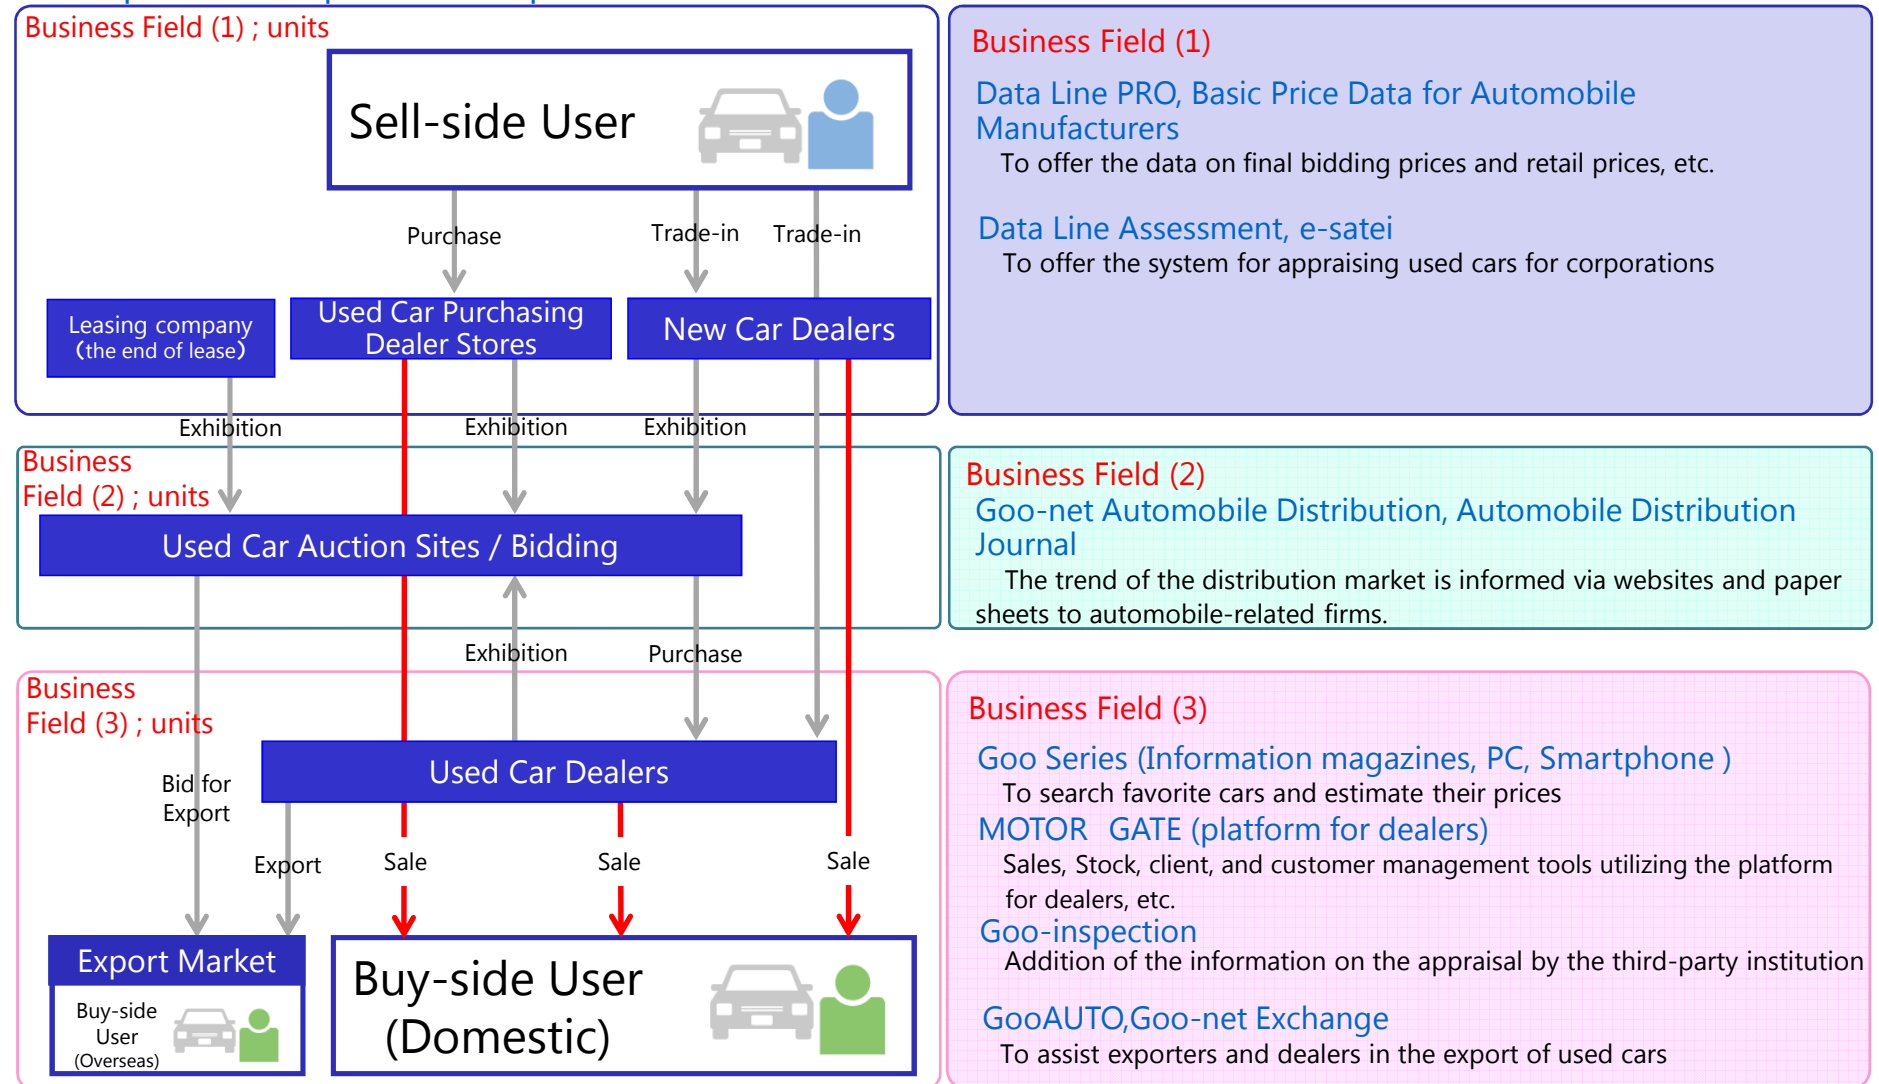 Business Field (1) ; units
Sell-side User
Purchase
Trade-in
Trade-in
Leasing company
(the end of lease)
Used Car Purchasing
Dealer Stores
New Car Dealers
Exhibition
Exhibition
Exhibition
Business
Field (2) ; units
Used Car Auction Sites / Bidding
Exhibition
Purchase
Business
Field (3) ; units
Used Car Dealers
Bid for
Export
Export
Sale
Sale
Sale
Export Market
Buy-side
User
(Overseas)
Buy-side User
(Domestic)
Business Field (1)
Data Line PRO, Basic Price Data for Automobile
Manufacturers
To offer the data on final bidding prices and retail prices, etc.
Data Line Assessment, e-satei
To offer the system for appraising used cars for corporations
Business Field (2)
Goo-net Automobile Distribution, Automobile Distribution
Journal
The trend of the distribution market is informed via websites and paper
sheets to automobile-related firms.
Business Field (3)
Goo Series (Information magazines, PC, Smartphone )
To search favorite cars and estimate their prices
MOTOR GATE (platform for dealers)
Sales, Stock, client, and customer management tools utilizing the platform
for dealers, etc.
Goo-inspection
Addition of the information on the appraisal by the third-party institution
GooAUTO,Goo-net Exchange
To assist exporters and dealers in the export of used cars